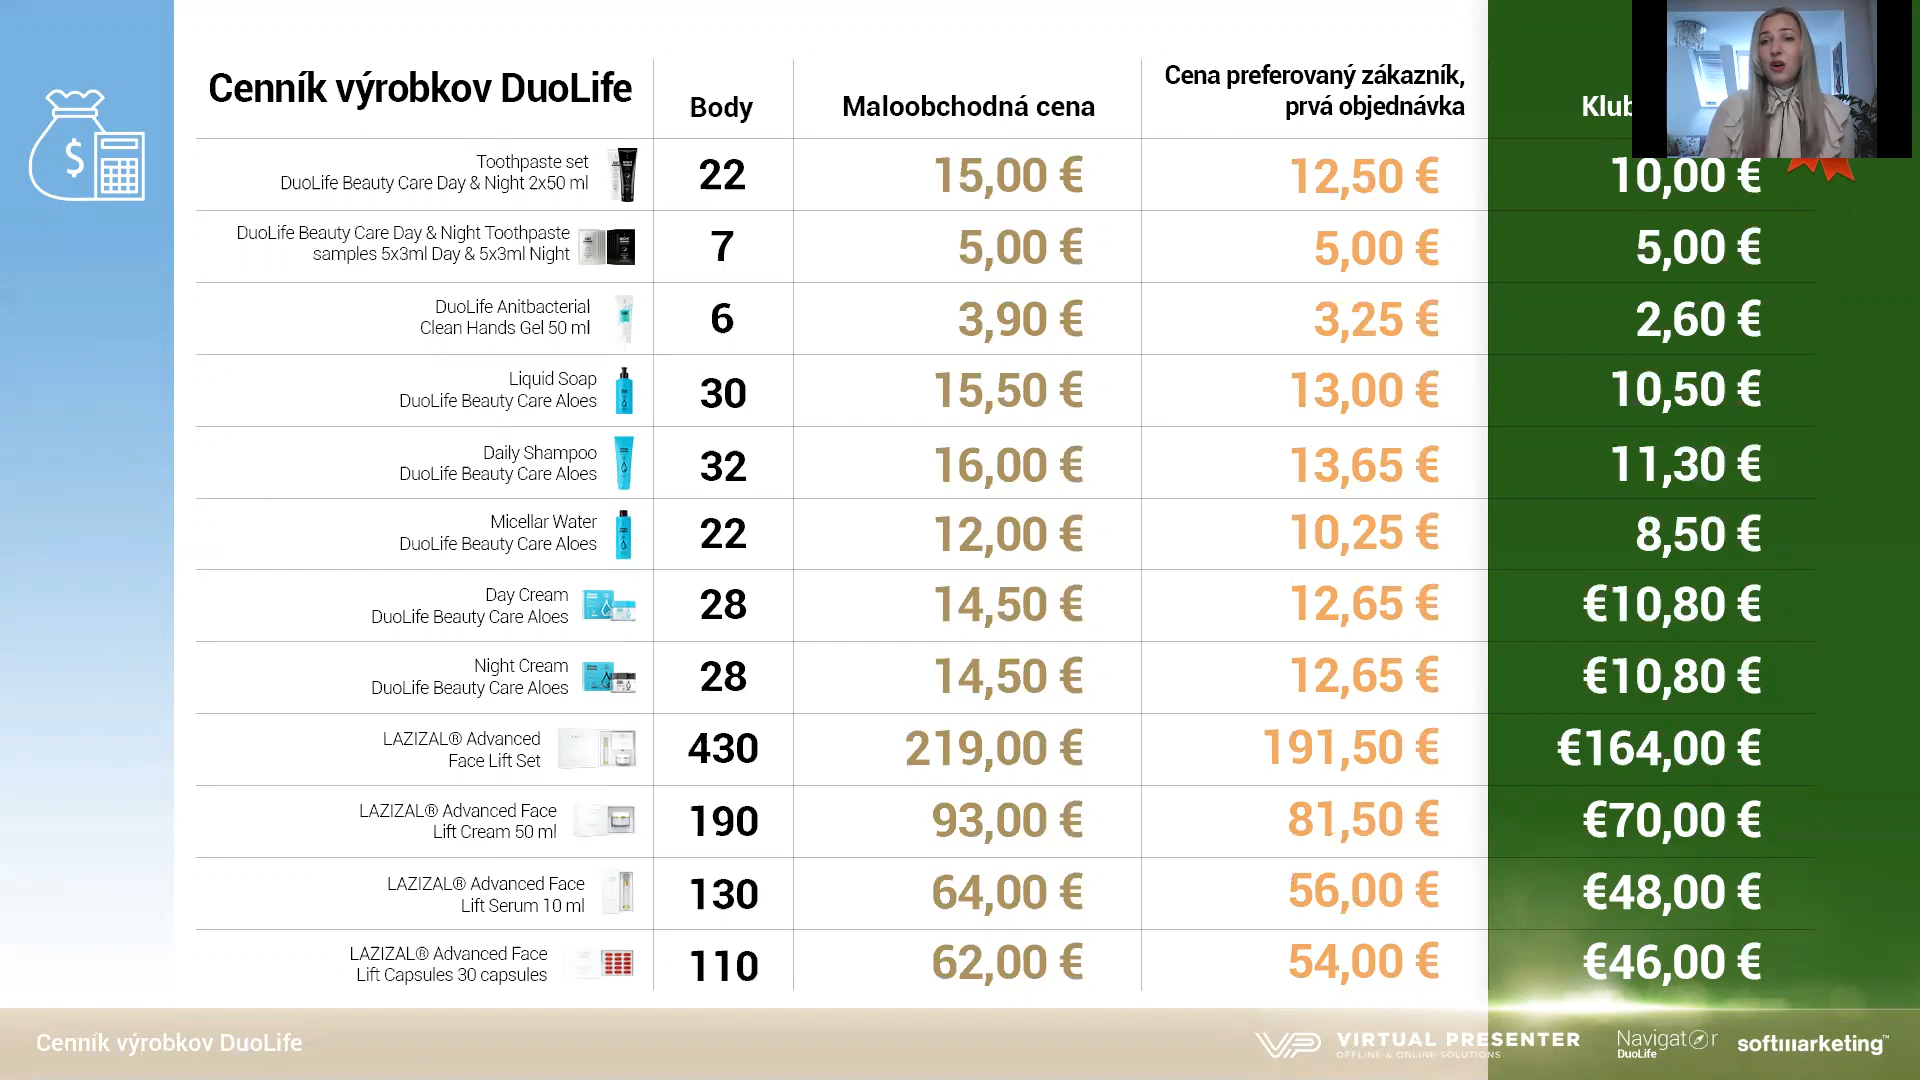 Cenník výrobkov DuoLife
Body
Maloobchodná cena
Cena preferovaný zákazník,
prvá objednávka
Toothpaste set
DuoLife Beauty Care Day & Night 2x50 ml
22
15,00 €
12,50 €
10,00 €
DuoLife Beauty Care Day & Night Toothpaste
samples 5x3ml Day & 5x3ml Night
7
5,00 €
5,00 €
5,00 €
DuoLife Anitbacterial
Clean Hands Gel 50 ml
6
3,90 €
3,25 €
2,60 €
Liquid Soap
DuoLife Beauty Care Aloes
30
15,50 €
13,00 €
10,50 €
Daily Shampoo
DuoLife Beauty Care Aloes
32
16,00 €
13,65 €
11,30 €
Micellar Water
DuoLife Beauty Care Aloes
22
12,00 €
10,25 €
8,50 €
Day Cream
DuoLife Beauty Care Aloes
28
14,50 €
12,65 €
€10,80 €
Night Cream
DuoLife Beauty Care Aloes
28
14,50 €
12,65 €
€10,80 €
LAZIZAL® Advanced
Face Lift Set
430
219,00 €
191,50 €
€164,00 €
LAZIZAL® Advanced Face
Lift Cream 50 ml
190
93,00 €
81,50 €
€70,00 €
LAZIZAL® Advanced Face
Lift Serum 10 ml
130
64,00 €
56,00 €
€48,00 €
LAZIZAL® Advanced Face
Lift Capsules 30 capsules
110
62,00 €
54,00 €
€46,00 €
Cenník výrobkov DuoLife
VP VIRTUAL PRESENTER
OFFLINE & ONLINE SOLUTIONS
Navigator
DuoLife
softmarketing™